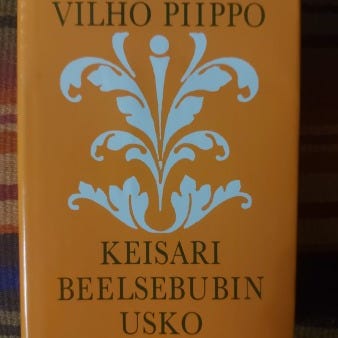 VILHO PIIPPO
KEISARI
BEELSEBUBIN
USKO